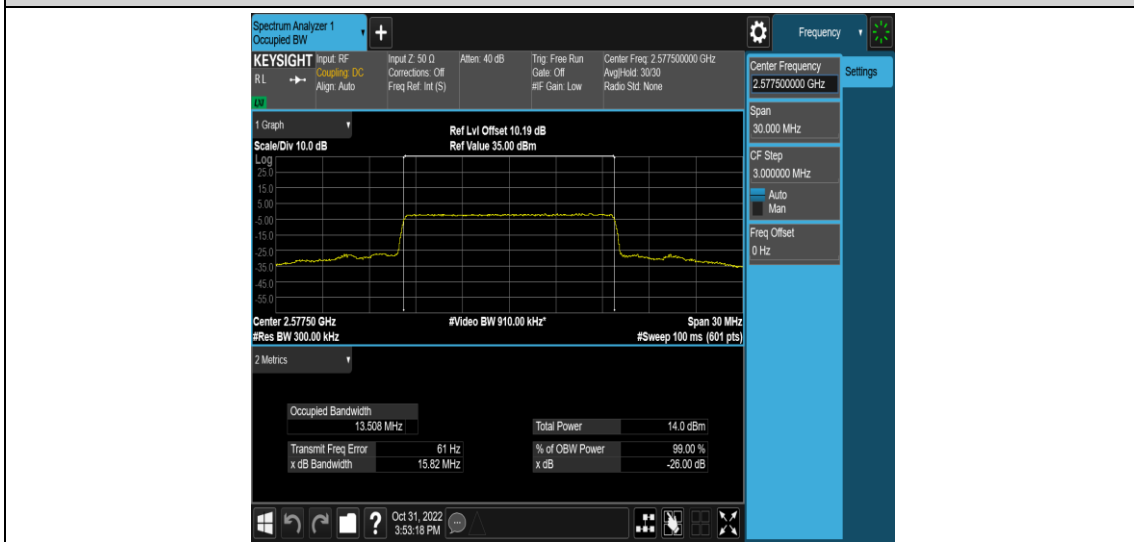 Spectrum Analyzer 1
Occupied BW
+
Frequency
KEYSIGHT
RL
Input: RF
Coupling: DC
Align: Auto
Input Z: 50 Ω
Corrections: Off
Freq Ref: Int (S)
Atten: 40 dB
Trig: Free Run
Gate: Off
#IF Gain: Low
Center Freq: 2.577500000 GHz
Avg|Hold: 30/30
Radio Std: None
Center Frequency
2.577500000 GHz
Settings
Span
30.000 MHz
CF Step
3.000000 MHz
Auto
Man
Freq Offset
0 Hz
1 Graph
Scale/Div 10.0 dB
Ref Lvl Offset 10.19 dB
Ref Value 35.00 dBm
Log
25.0
15.0
5.00
-5.00
-15.0
-25.0
-35.0
-45.0
-55.0
Center 2.57750 GHz
#Res BW 300.00 kHz
#Video BW 910.00 kHz*
Span 30 MHz
#Sweep 100 ms (601 pts)
2 Metrics
Occupied Bandwidth
13.508 MHz
Total Power 14.0 dBm
Transmit Freq Error 61 Hz
% of OBW Power 99.00 %
x dB Bandwidth 15.82 MHz
x dB -26.00 dB
?
Oct 31, 2022
3:53:18 PM